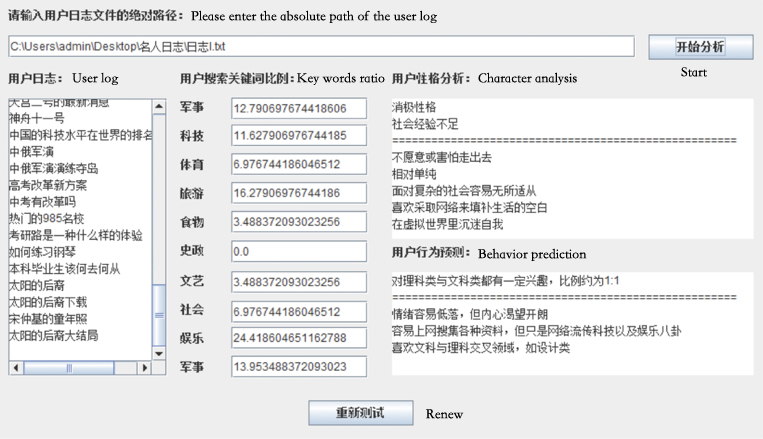 请输入用户日志文件的绝对路径：Please enter the absolute path of the user log
C:\Users\admin\Desktop\名人日志\日志I.txt
开始分析
Start
用户日志： User log
天宫二号的最新消息
神舟十一号
中国的科技水平在世界的排名
中俄军演
中俄军演演练夺岛
高考改革新方案
中考有改革吗
热门的985名校
考研路是一种什么样的体验
如何练习钢琴
本科毕业生该何去何从
太阳的后裔
太阳的后裔下载
宋仲基的童年照
太阳的后裔大结局
用户搜索关键词比例:Key words ratio
军事 12.790697674418606
科技 11.627906976744185
体育 6.976744186046512
旅游 16.27906976744186
食物 3.488372093023256
史政 0.0
文艺 3.488372093023256
社会 6.976744186046512
娱乐 24.418604651162788
军事 13.953488372093023
用户性格分析： Character analysis
消极性格
社会经验不足
==================================================
不愿意或害怕走出去
相对单纯
面对复杂的社会容易无所适从
喜欢采取网络来填补生活的空白
在虚拟世界里沉迷自我
用户行为预测： Behavior prediction
对理科类与文科类都有一定兴趣，比例约为1:1
==================================================
情绪容易低落，但内心渴望开朗
容易上网搜集各种资料，但只是网络流传科技以及娱乐八卦
喜欢文科与理科交叉领域，如设计类
重新测试
Renew